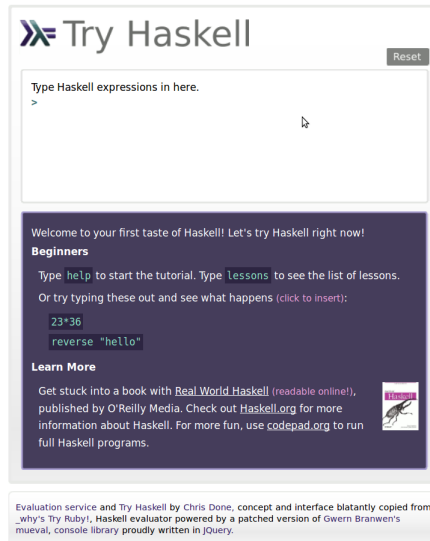 Try Haskell
Reset
Type Haskell expressions in here.
>
Welcome to your first taste of Haskell! Let's try Haskell right now!
Beginners
Type help to start the tutorial. Type lessons to see the list of lessons.
Or try typing these out and see what happens (click to insert):
23*36
reverse "hello"
Learn More
Get stuck into a book with Real World Haskell (readable online!),
published by O'Reilly Media. Check out Haskell.org for more
information about Haskell. For more fun, use codepad.org to run
full Haskell programs.
Haskell
Evaluation service and Try Haskell by Chris Done, concept and interface blatantly copied from
_why's Try Ruby!, Haskell evaluator powered by a patched version of Gwern Branwen's
mueval, console library proudly written in JQuery.